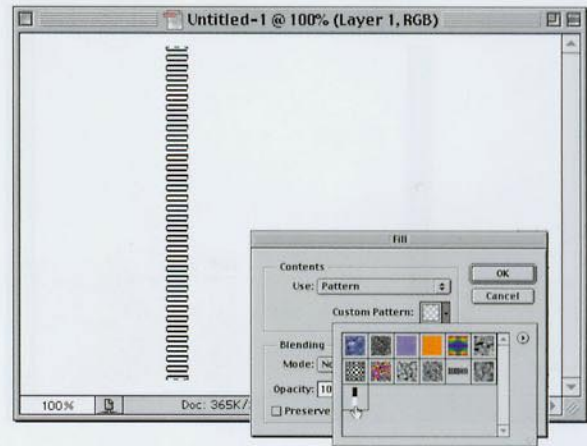 Untitled-1 @ 100% (Layer 1, RGB)
Fill
Contents
Use: Pattern
OK
Cancel
Custom Pattern:
Blending
Mode:
Opacity: 10
Preserve
100%
Doc: 365K/